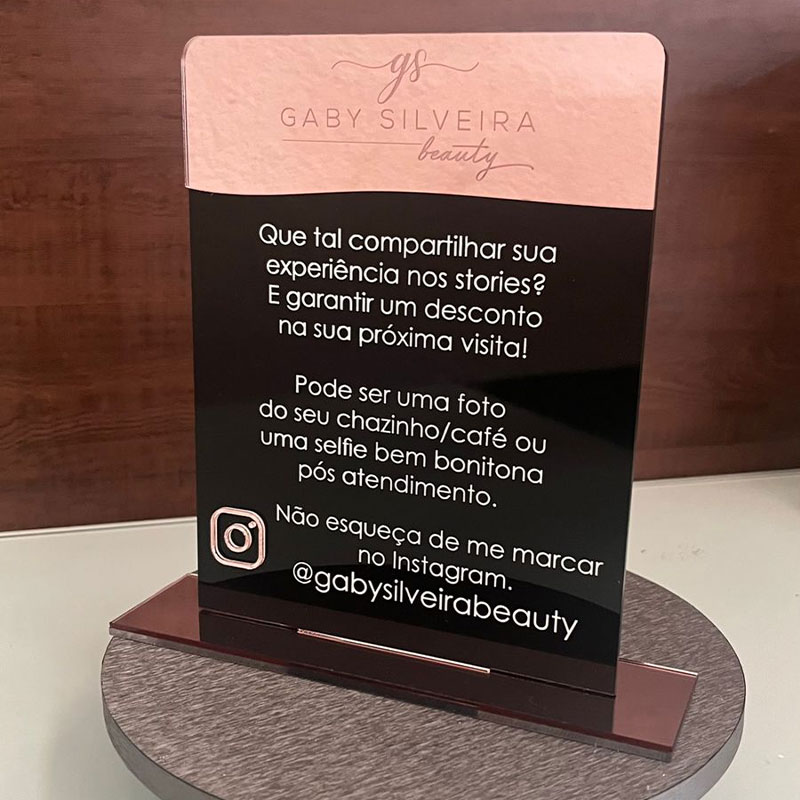 gs
GABY SILVEIRA
beauty
Que tal compartilhar sua
experiência nos stories?
E garantir um desconto
na sua próxima visita!
Pode ser uma foto
do seu chazinho/café ou
uma selfie bem bonitona
pós atendimento.
Não esqueça de me marcar
no Instagram.
@gabysilveirabeauty